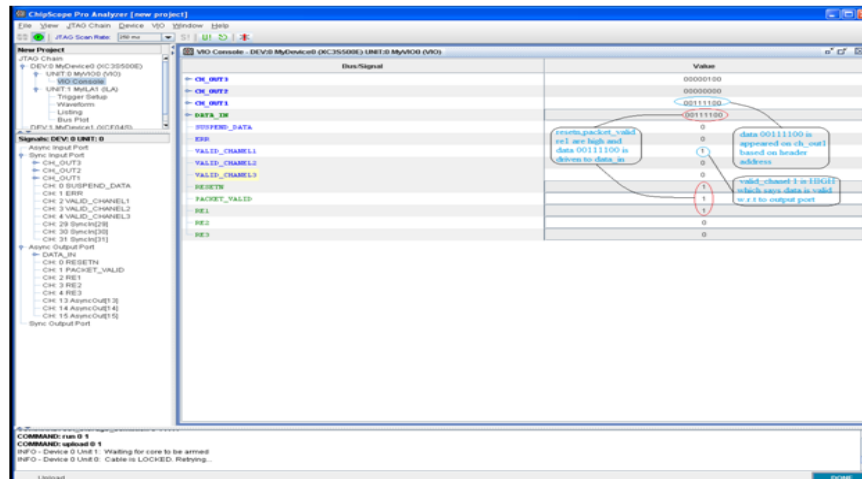 ChipScope Pro Analyzer [new project]
File View JTAG Chain Device VIO Window Help
JTAG Scan Rate: 250 ms S! U!
New Project
JTAG Chain
DEV:0 MyDevice0 (XC3S500E)
UNIT:0 MyVIO0 (VIO)
VIO Console
UNIT:1 MyILA1 (ILA)
Trigger Setup
Waveform
Listing
Bus Plot
DEV:1 MyDevice1 (XCF04S)
Signals: DEV: 0 UNIT: 0
Async Input Port
Sync Input Port
CH_OUT3
CH_OUT2
CH_OUT1
CH: 0 SUSPEND_DATA
CH: 1 ERR
CH: 2 VALID_CHANEL1
CH: 3 VALID_CHANEL2
CH: 4 VALID_CHANEL3
CH: 29 SyncIn[29]
CH: 30 SyncIn[30]
CH: 31 SyncIn[31]
Async Output Port
DATA_IN
CH: 0 RESETN
CH: 1 PACKET_VALID
CH: 2 RE1
CH: 3 RE2
CH: 4 RE3
CH: 13 AsyncOut[13]
CH: 14 AsyncOut[14]
CH: 15 AsyncOut[15]
Sync Output Port
VIO Console - DEV:0 MyDevice0 (XC3S500E) UNIT:0 MyVIO0 (VIO)
Bus/Signal Value
CH_OUT3 00000100
CH_OUT2 00000000
CH_OUT1 00111100
DATA_IN 00111100
SUSPEND_DATA 0
ERR 0
VALID_CHANEL1 1
VALID_CHANEL2 0
VALID_CHANEL3 0
RESETN 1
PACKET_VALID 1
RE1 1
RE2 0
RE3 0
resetn,packet_valid
re1 are high and
data 00111100 is
driven to data_in
data 00111100 is
appeared on ch_out1
based on header
address
valid_chanel 1 is HIGH
which says data is valid
w.r.t to output port
COMMAND: run 0 1
COMMAND: upload 0 1
INFO - Device 0 Unit 1: Waiting for core to be armed
INFO - Device 0 Unit 0: Cable is LOCKED. Retrying...
Upload
DONE